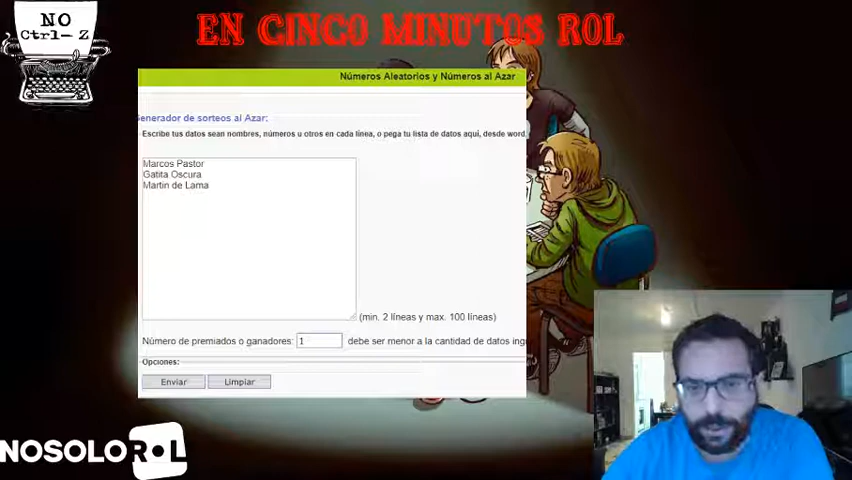 NO
Ctrl-Z
EN CINCO MINUTOS ROL
Números Aleatorios y Números al Azar
enerador de sorteos al Azar:
Escribe tus datos sean nombres, números u otros en cada línea, o pega tu lista de datos aquí, desde word,
Marcos Pastor
Gatita Oscura
Martin de Lama
(min. 2 líneas y max. 100 líneas)
Número de premiados o ganadores: 1 debe ser menor a la cantidad de datos ing
Opciones:
Enviar Limpiar
NOSOLOROL